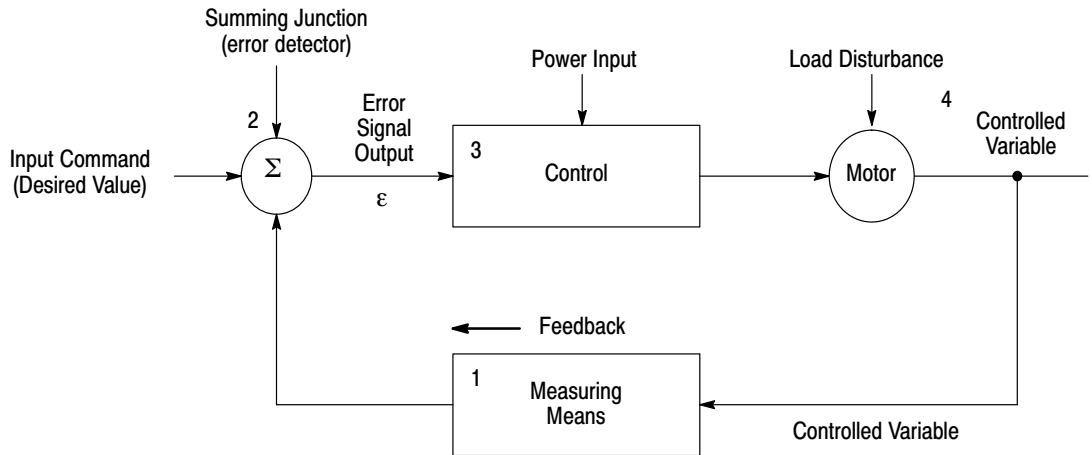 Summing Junction
(error detector)
Power Input
Load Disturbance
2
Error
Signal
Output
4
Controlled
Variable
Input Command
(Desired Value)
Σ
3
Control
Motor
ε
Feedback
1
Measuring
Means
Controlled Variable